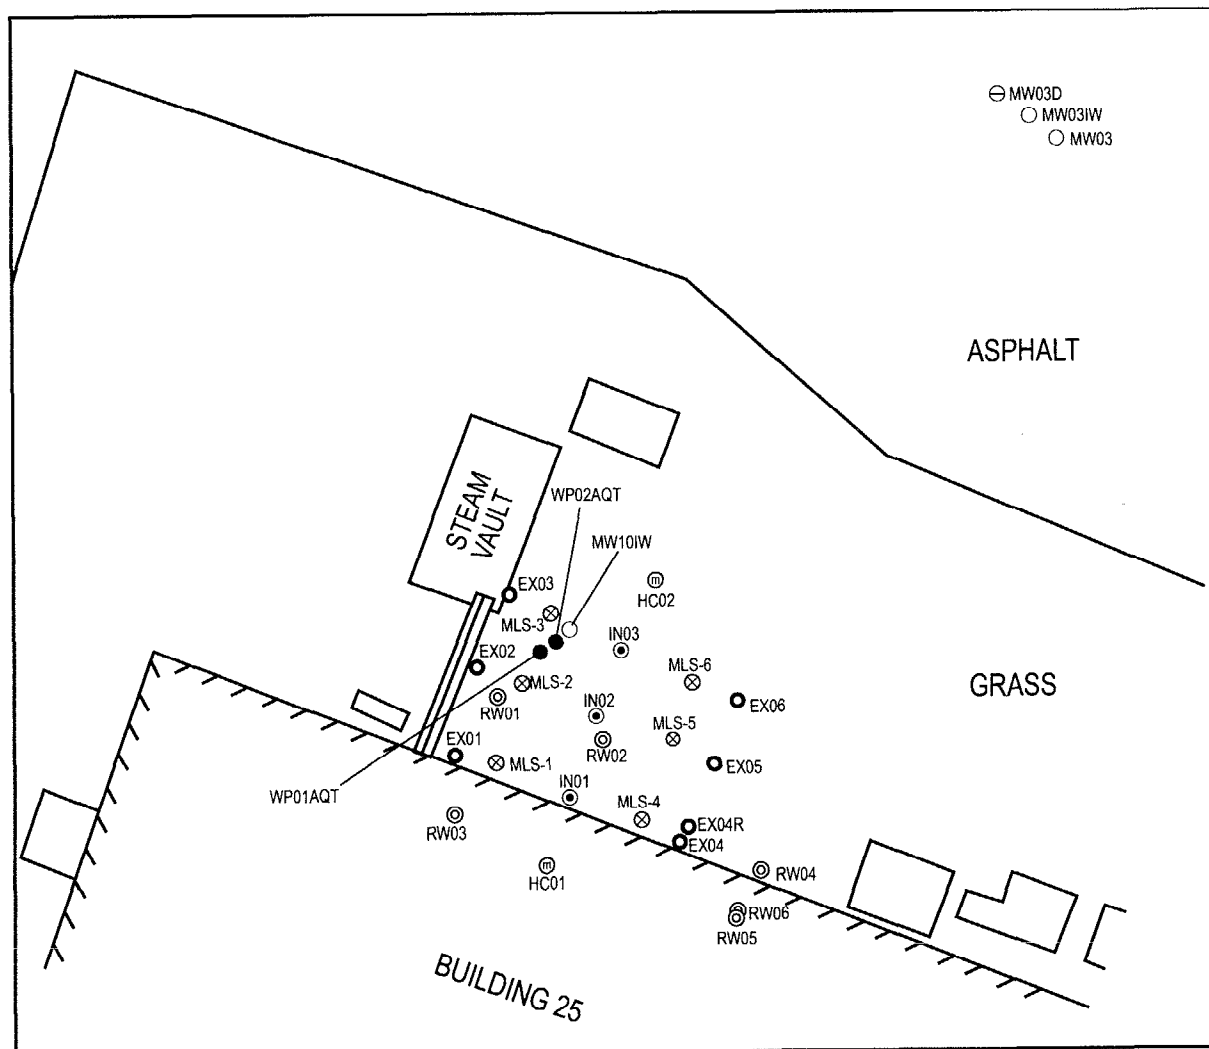 MW03D
MW03IW
MW03
ASPHALT
STEAM
VAULT
WP02AQT
MW10IW
EX03
HC02
MLS-3
IN03
EX02
MLS-6
MLS-2
GRASS
RW01
EX06
IN02
MLS-5
EX01
RW02
MLS-1
EX05
IN01
WP01AQT
MLS-4
RW03
EX04R
EX04
RW04
HC01
RW06
RW05
BUILDING 25